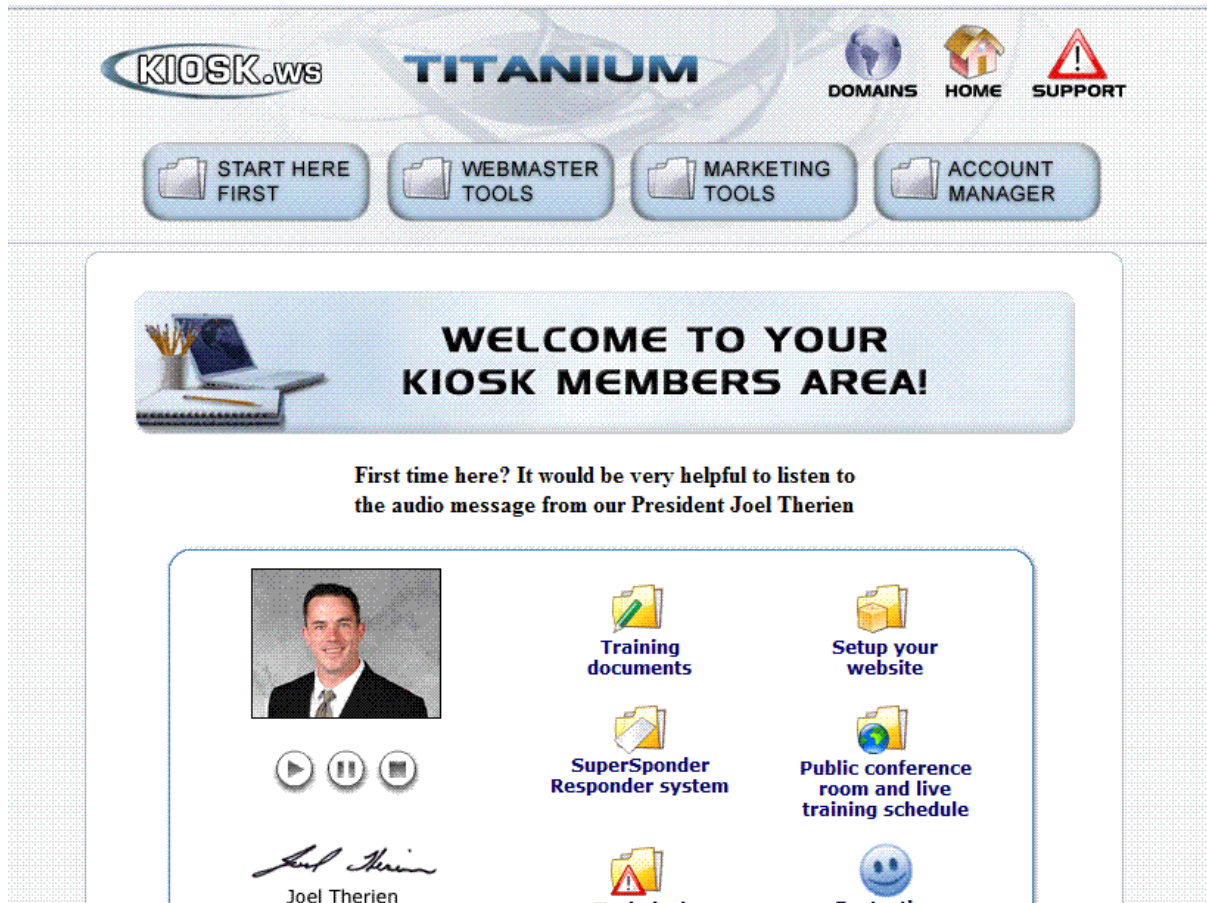 KIOSK.WS
TITANIUM
DOMAINS
HOME
SUPPORT
START HERE
FIRST
WEBMASTER
TOOLS
MARKETING
TOOLS
ACCOUNT
MANAGER
WELCOME TO YOUR
KIOSK MEMBERS AREA!
First time here? It would be very helpful to listen to
the audio message from our President Joel Therien
Training
documents
Setup your
website
SuperSponder
Responder system
Public conference
room and live
training schedule
Joel Therien
Joel Therien